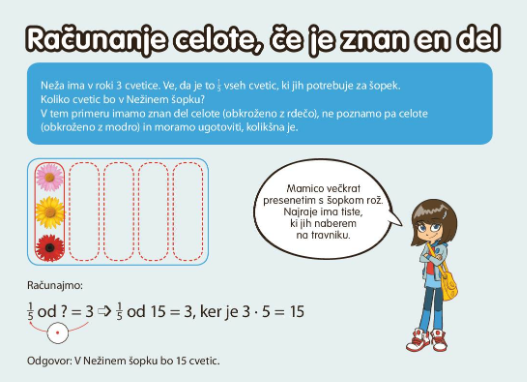 Računanje celote, če je znan en del
Neža ima v roki 3 cvetice. Ve, da je to 1/5 vseh cvetic, ki jih potrebuje za šopek.
Koliko cvetic bo v Nežinem šopku?
V tem primeru imamo znan del celote (obkroženo z rdečo), ne poznamo pa celote
(obkroženo z modro) in moramo ugotoviti, kolikšna je.
Mamico večkrat
presenetim s šopkom rož.
Najraje ima tiste,
ki jih naberem
na travniku.
Računajmo:
1/5 od ? = 3 ⇨ 1/5 od 15 = 3, ker je 3 · 5 = 15
Odgovor: V Nežinem šopku bo 15 cvetic.